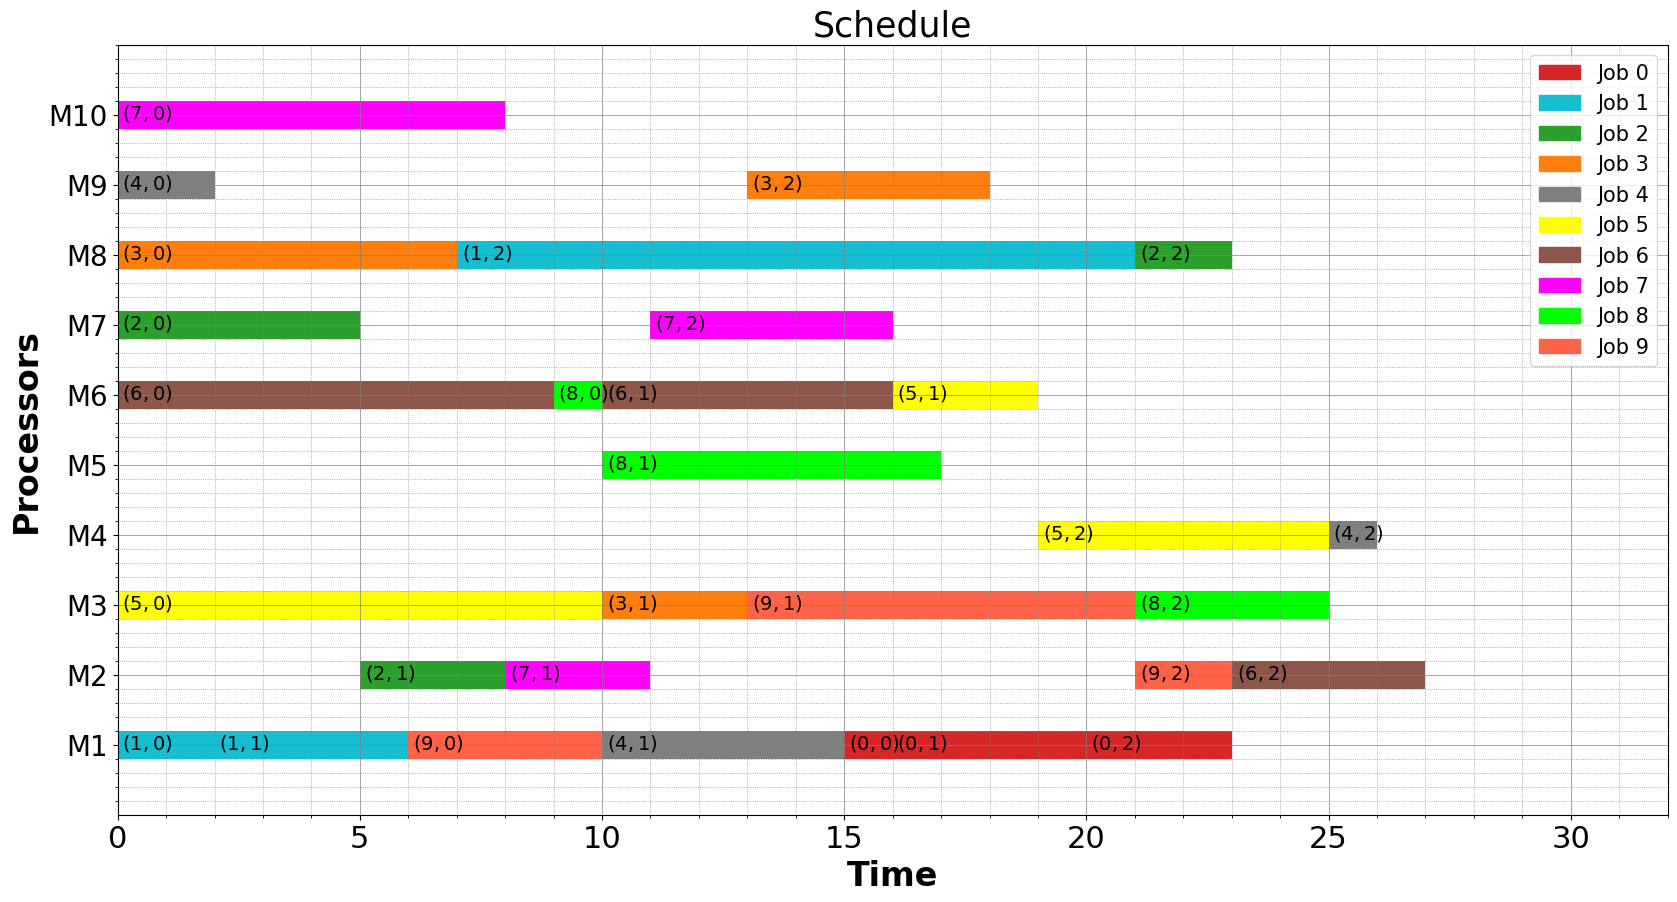 Schedule
M10
(7, 0)
M9
(4, 0) (3, 2)
M8
(3, 0) (1, 2) (2, 2)
M7
(2, 0) (7, 2)
M6
(6, 0) (8, 0) (6, 1) (5, 1)
M5
(8, 1)
M4
(5, 2) (4, 2)
M3
(5, 0) (3, 1) (9, 1) (8, 2)
M2
(2, 1) (7, 1) (9, 2) (6, 2)
M1
(1, 0) (1, 1) (9, 0) (4, 1) (0, 0) (0, 1) (0, 2)
Job 0
Job 1
Job 2
Job 3
Job 4
Job 5
Job 6
Job 7
Job 8
Job 9
Processors
0 5 10 15 20 25 30
Time